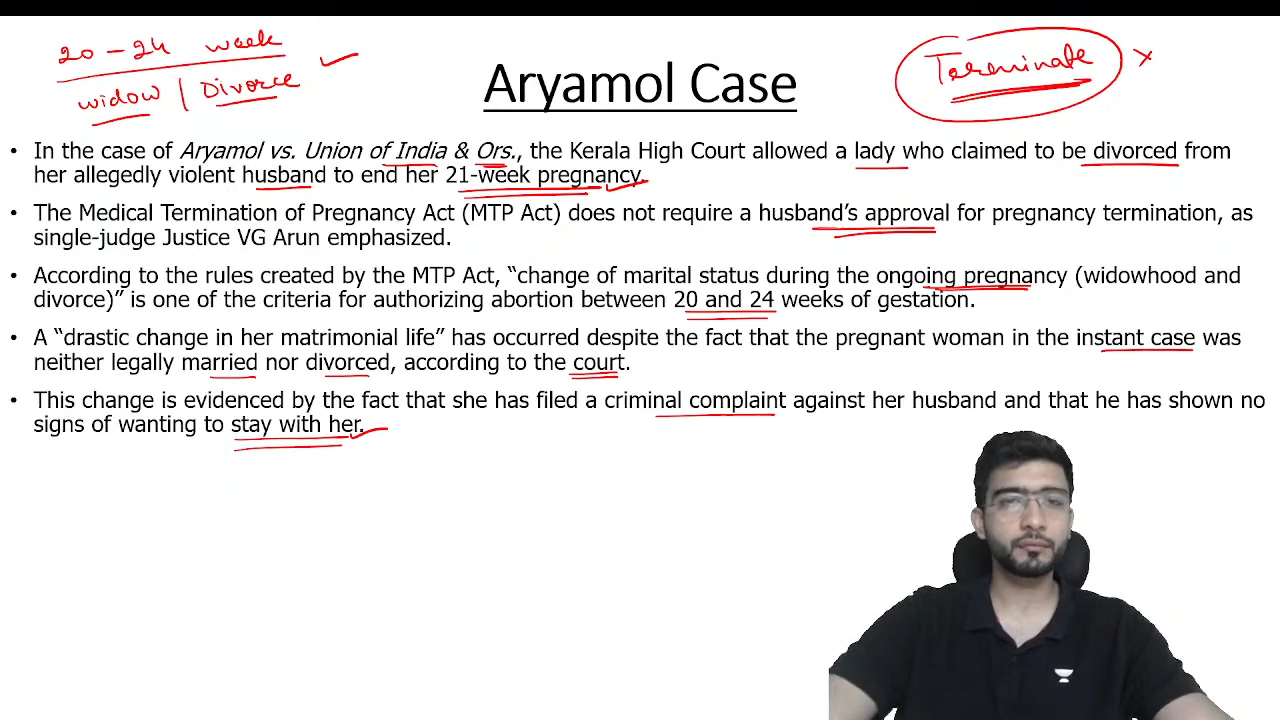 20-24 week
widow / Divorce
Terminate
Aryamol Case
• In the case of Aryamol vs. Union of India & Ors., the Kerala High Court allowed a lady who claimed to be divorced from
her allegedly violent husband to end her 21-week pregnancy.
• The Medical Termination of Pregnancy Act (MTP Act) does not require a husband's approval for pregnancy termination, as
single-judge Justice VG Arun emphasized.
• According to the rules created by the MTP Act, “change of marital status during the ongoing pregnancy (widowhood and
divorce)” is one of the criteria for authorizing abortion between 20 and 24 weeks of gestation.
• A “drastic change in her matrimonial life” has occurred despite the fact that the pregnant woman in the instant case was
neither legally married nor divorced, according to the court.
• This change is evidenced by the fact that she has filed a criminal complaint against her husband and that he has shown no
signs of wanting to stay with her.